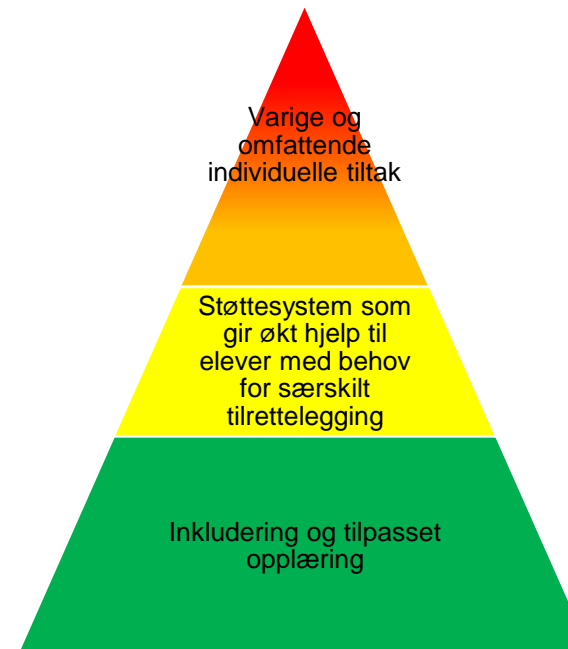 Varige og
omfattende
individuelle tiltak
Støttesystem som
gir økt hjelp til
elever med behov
for særskilt
tilrettelegging
Inkludering og tilpasset
opplæring